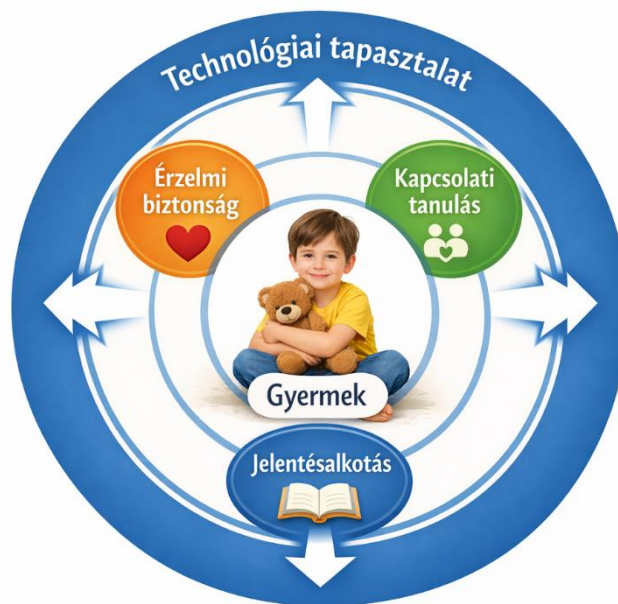 Technológiai tapasztalat
Érzelmi
biztonság
Kapcsolati
tanulás
Gyermek
Jelentésalkotás